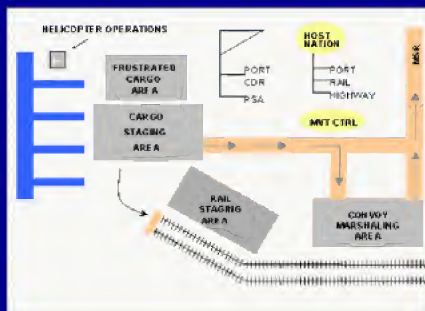 HELICOPTER OPERATIONS
FRUSTRATED
CARGO
AREA
CARGO
STAGING
AREA
PORT
CDR
PSA
HOST
NATION
PORT
RAIL
HIGHWAY
MVT CTRL
MSR
RAIL
STAGING
AREA
CONVOY
MARSHALING
AREA